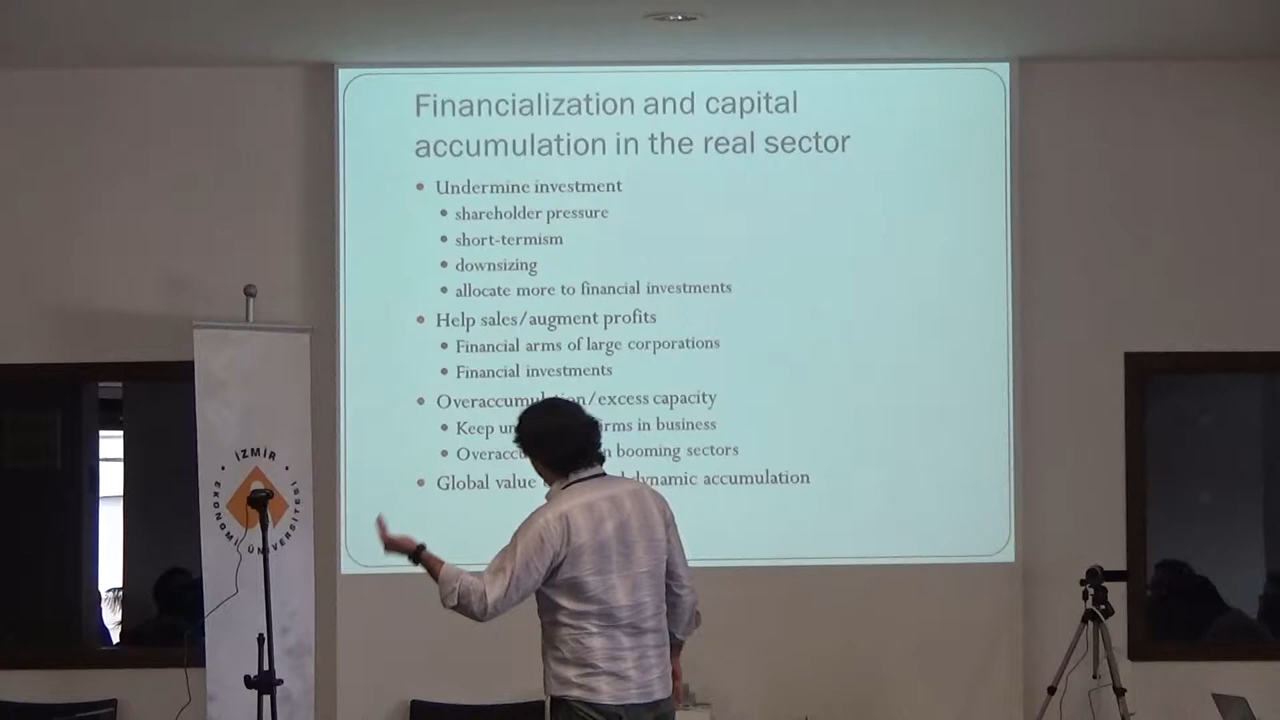 Financialization and capital
accumulation in the real sector
• Undermine investment
• shareholder pressure
• short-termism
• downsizing
• allocate more to financial investments
• Help sales/augment profits
• Financial arms of large corporations
• Financial investments
• /excess capacity
• Keep in business
• booming sectors
• Global value dynamic accumulation
İZMİR
EKONOMİ ÜNİVERSİTESİ